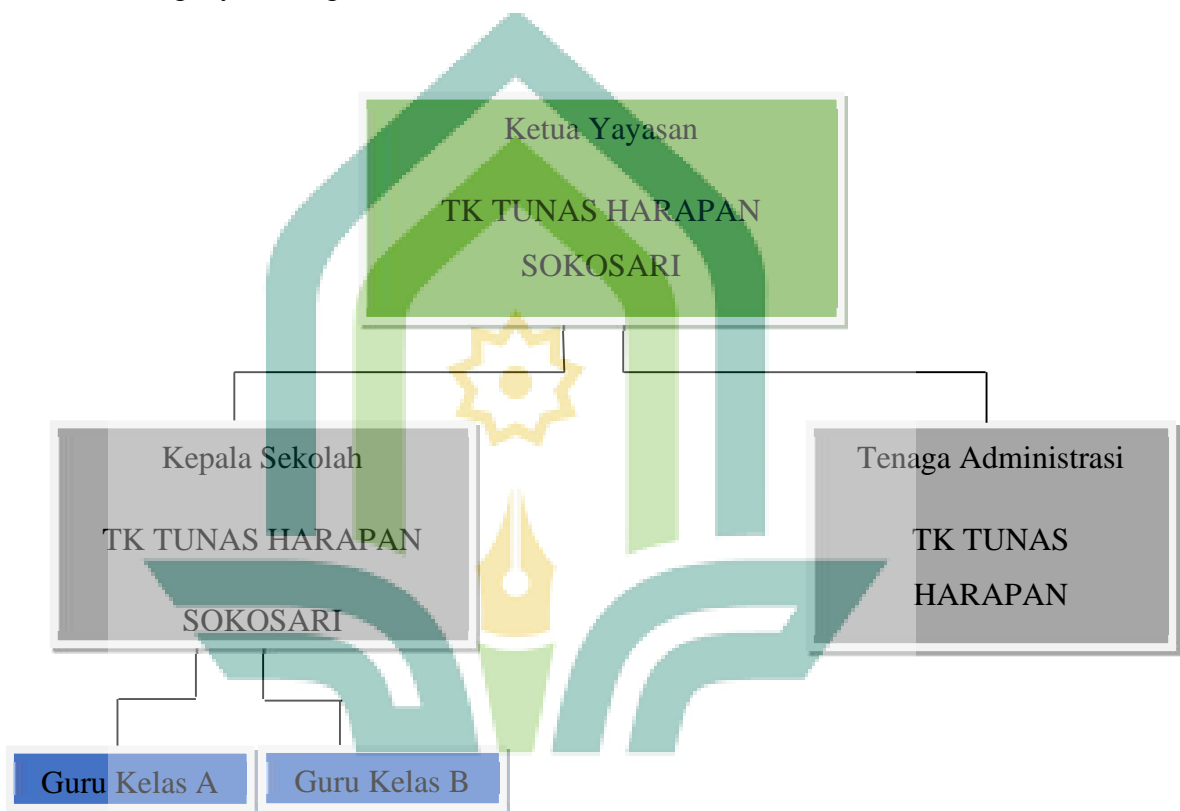 Ketua Yayasan
TK TUNAS HARAPAN
SOKOSARI
Kepala Sekolah
TK TUNAS HARAPAN
SOKOSARI
Tenaga Administrasi
TK TUNAS
HARAPAN
Guru Kelas A
Guru Kelas B